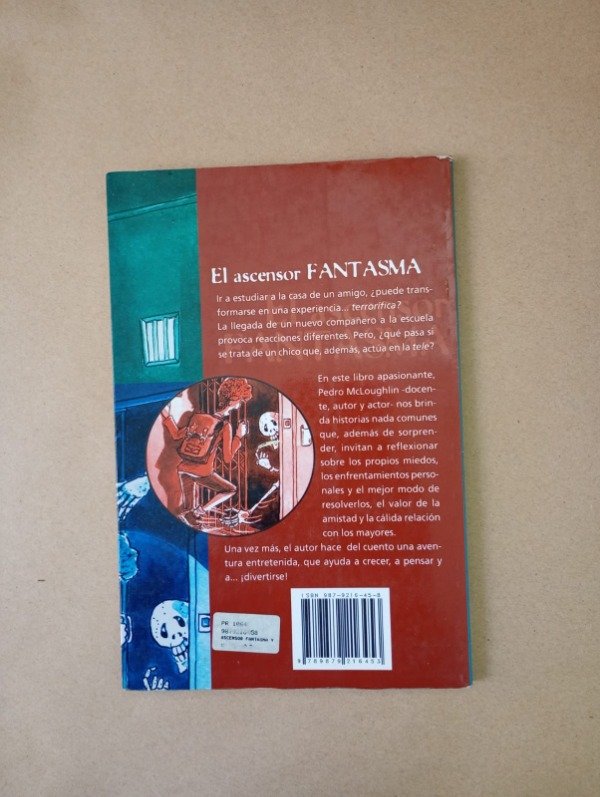 El ascensor FANTASMA
Ir a estudiar a la casa de un amigo, ¿puede trans-
formarse en una experiencia... terrorífica?
La llegada de un nuevo compañero a la escuela
provoca reacciones diferentes. Pero, ¿qué pasa si
se trata de un chico que, además, actúa en la tele?
En este libro apasionante,
Pedro McLoughlin -docen-
te, autor y actor- nos brin-
da historias nada comunes
que, además de sorpren-
der, invitan a reflexionar
sobre los propios miedos,
los enfrentamientos perso-
nales y el mejor modo de
resolverlos, el valor de la
amistad y la cálida relación
con los mayores.
Una vez más, el autor hace del cuento una aven-
tura entretenida, que ayuda a crecer, a pensar y
a... ¡divertirse!
ISBN 987-9216-45-8
9 789879 216453
ASCENSOR FANTASMA Y